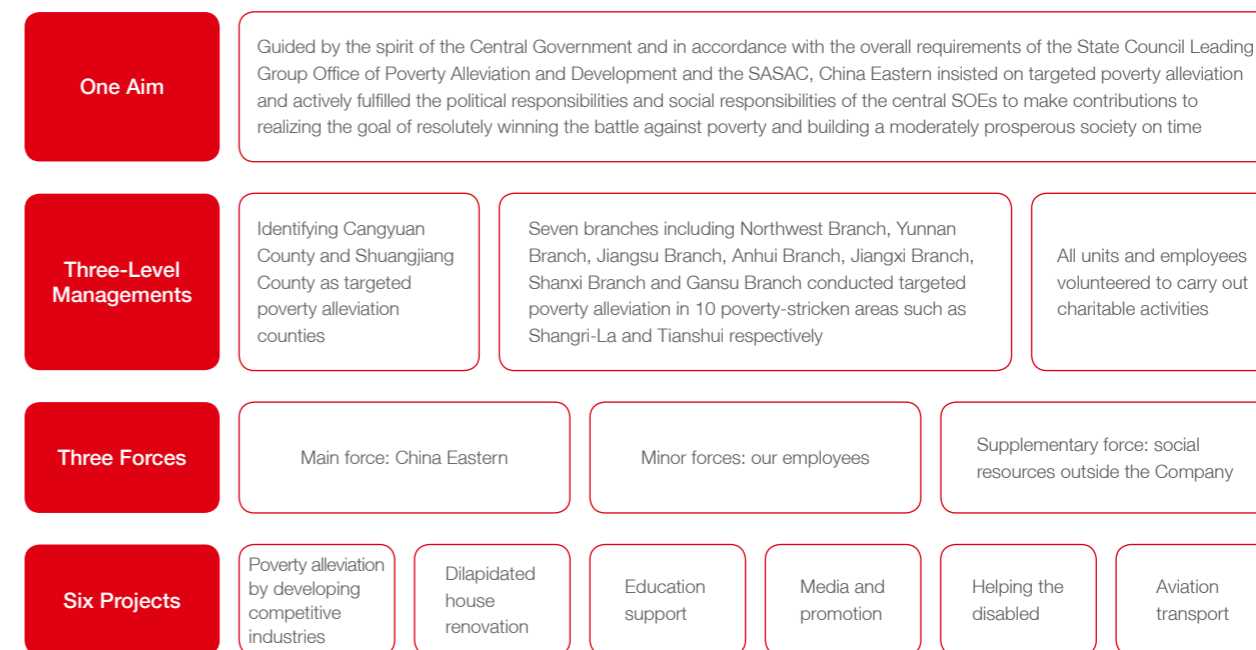 One Aim
Guided by the spirit of the Central Government and in accordance with the overall requirements of the State Council Leading
Group Office of Poverty Alleviation and Development and the SASAC, China Eastern insisted on targeted poverty alleviation
and actively fulfilled the political responsibilities and social responsibilities of the central SOEs to make contributions to
realizing the goal of resolutely winning the battle against poverty and building a moderately prosperous society on time
Three-Level
Managements
Identifying Cangyuan
County and Shuangjiang
County as targeted
poverty alleviation
counties
Seven branches including Northwest Branch, Yunnan
Branch, Jiangsu Branch, Anhui Branch, Jiangxi Branch,
Shanxi Branch and Gansu Branch conducted targeted
poverty alleviation in 10 poverty-stricken areas such as
Shangri-La and Tianshui respectively
All units and employees
volunteered to carry out
charitable activities
Three Forces
Main force: China Eastern
Minor forces: our employees
Supplementary force: social
resources outside the Company
Six Projects
Poverty alleviation
by developing
competitive
industries
Dilapidated
house
renovation
Education
support
Media and
promotion
Helping the
disabled
Aviation
transport